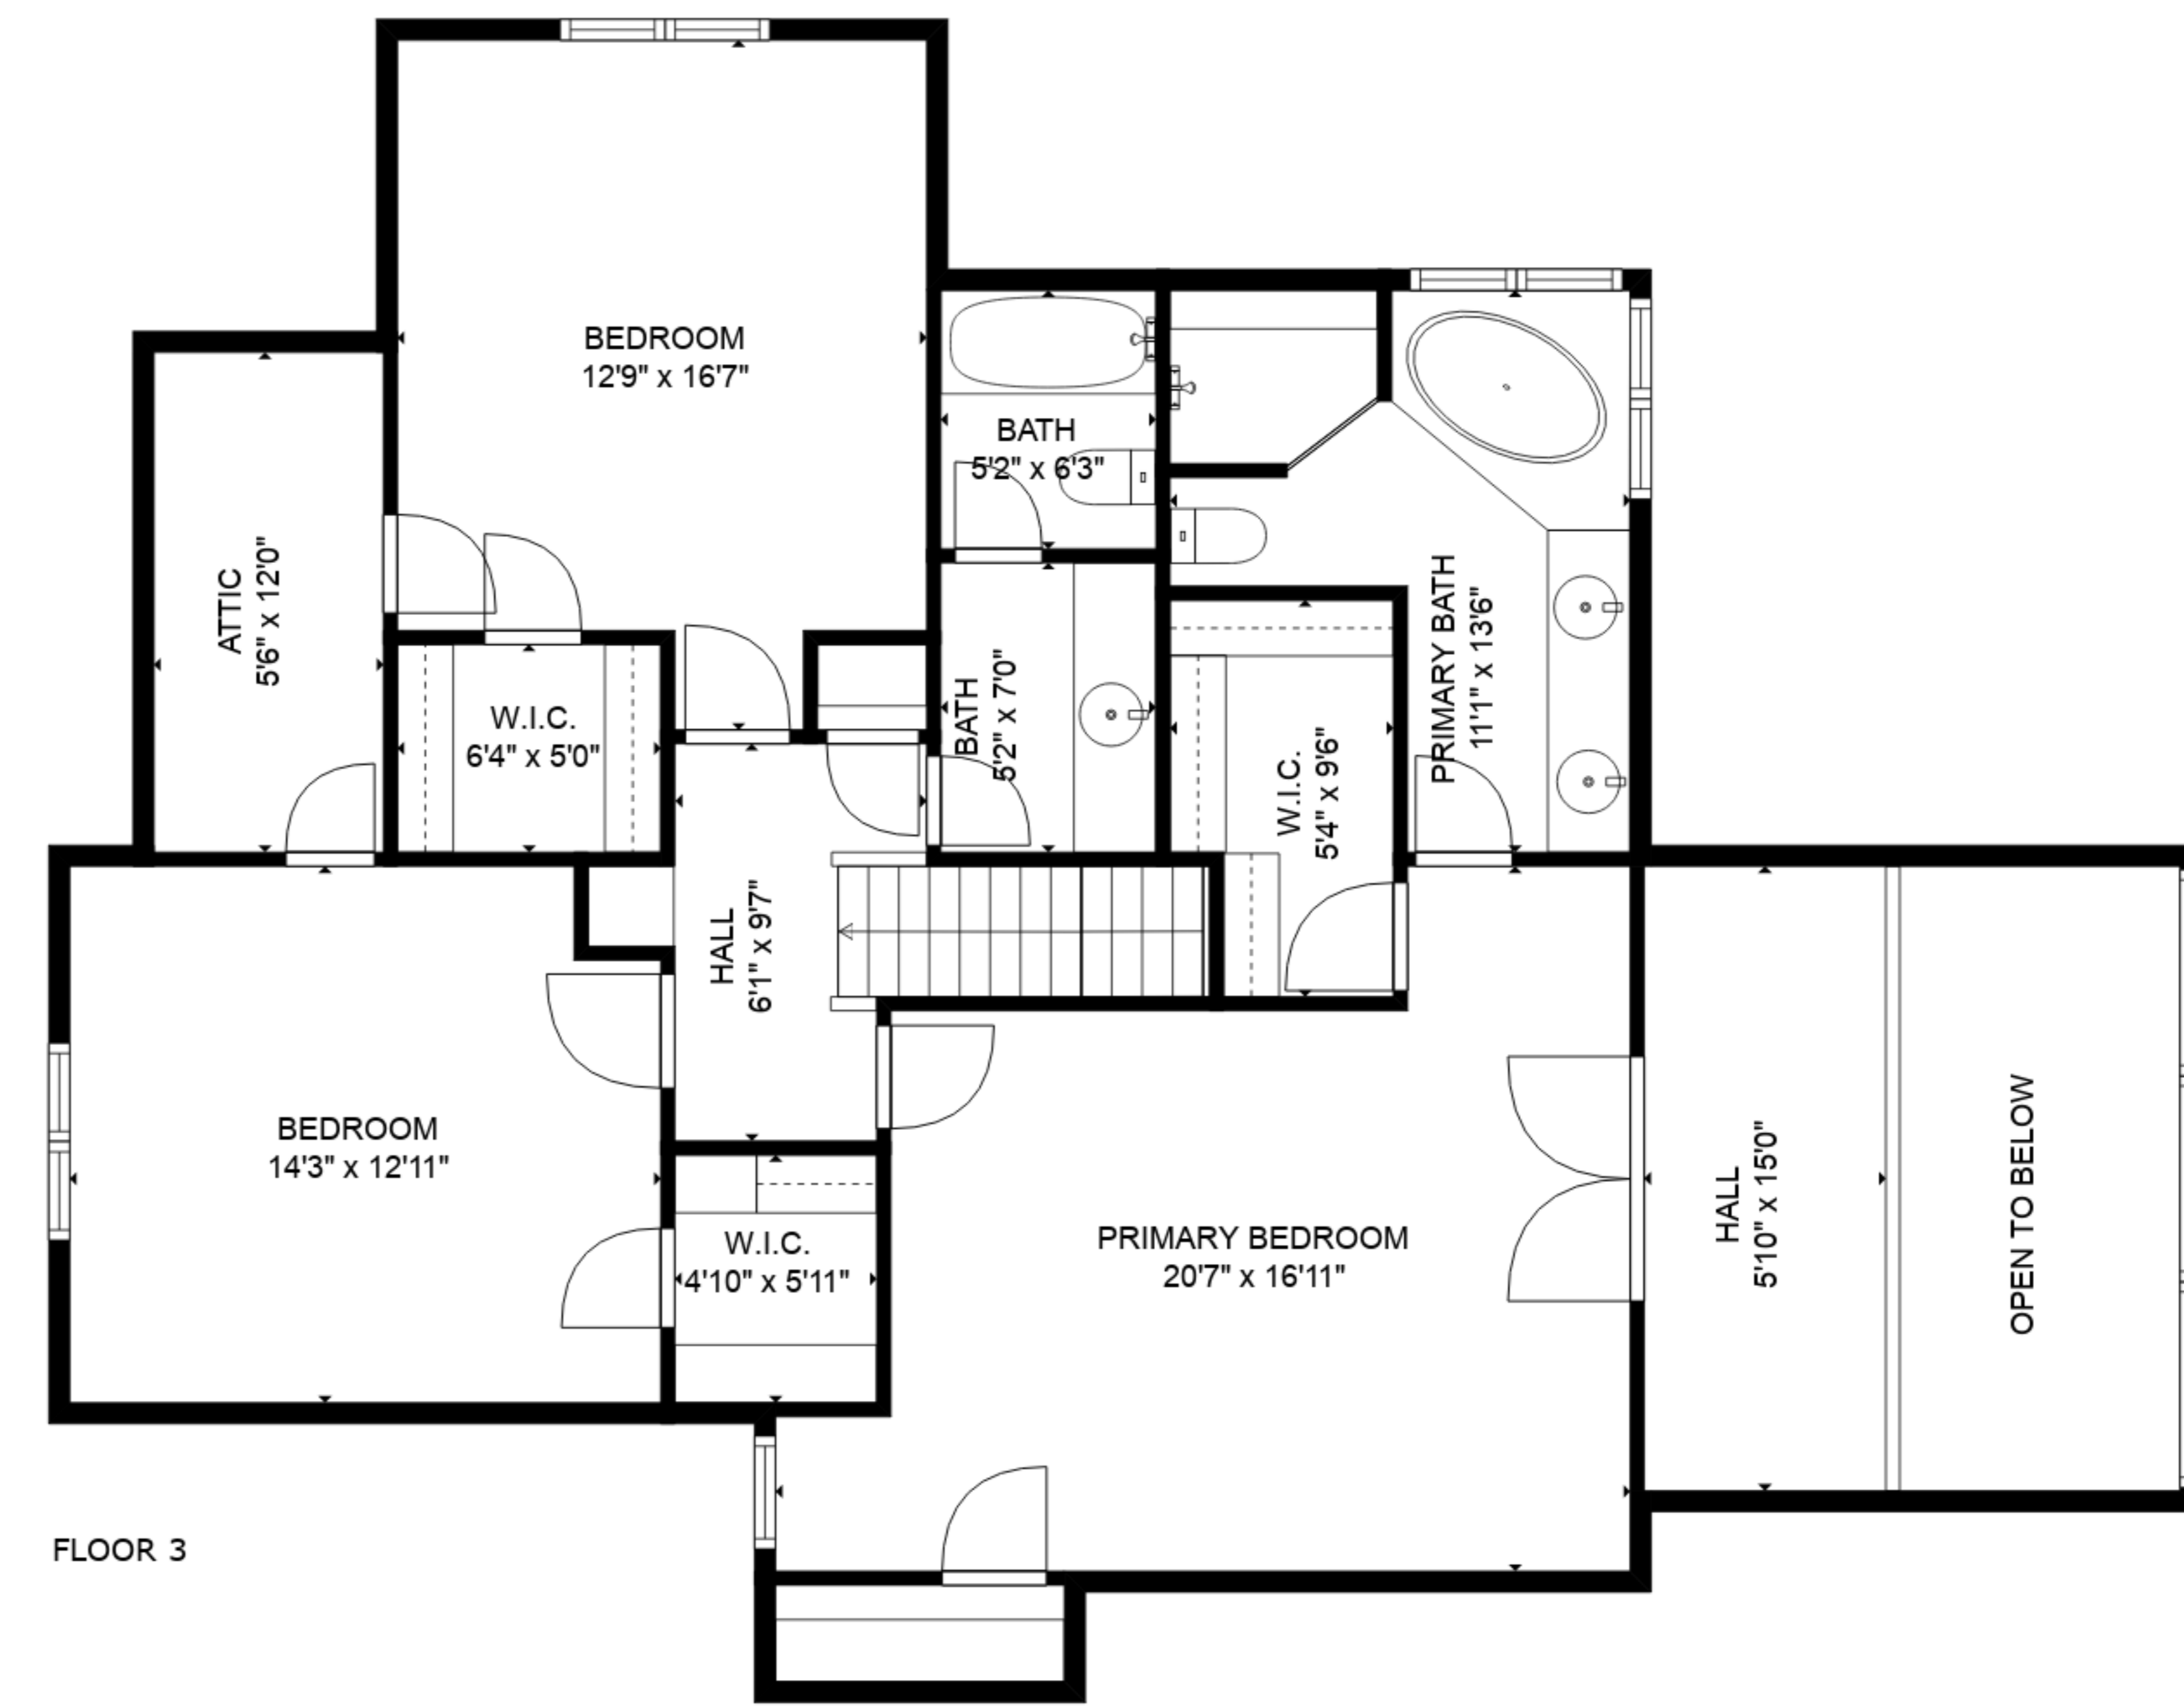 BEDROOM
12'9" x 16'7"
BATH
5'2" x 6'3"
ATTIC
5'6" x 12'0"
W.I.C.
6'4" x 5'0"
BATH
5'2" x 7'0"
PRIMARY BATH
11'1" x 13'6"
W.I.C.
5'4" x 9'6"
HALL
6'1" x 9'7"
BEDROOM
14'3" x 12'11"
W.I.C.
4'10" x 5'11"
PRIMARY BEDROOM
20'7" x 16'11"
HALL
5'10" x 15'0"
OPEN TO BELOW
FLOOR 3